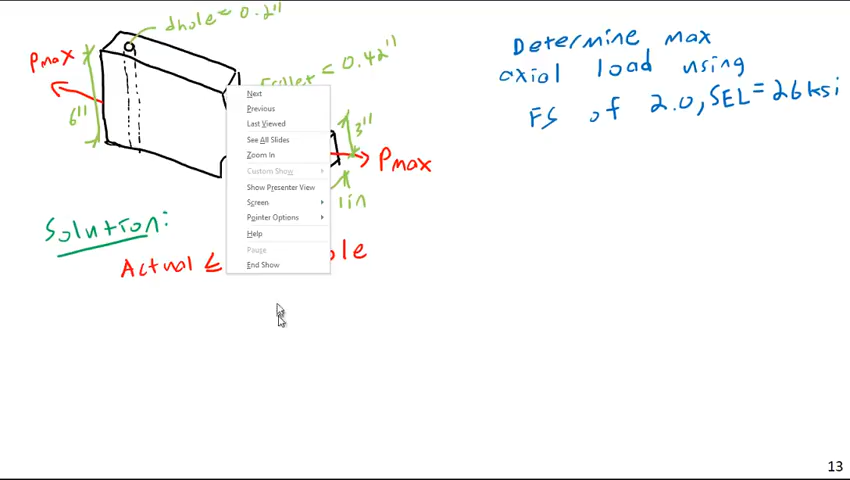 dhole = 0.2"
Pmax
6"
Fillet = 0.42"
3"
Pmax
1in
Determine max
axial load using
FS of 2.0, SEL = 26 ksi
Solution:
Actual ≤
Next
Previous
Last Viewed
See All Slides
Zoom In
Custom Show
Show Presenter View
Screen
Pointer Options
Help
Pause
End Show
13